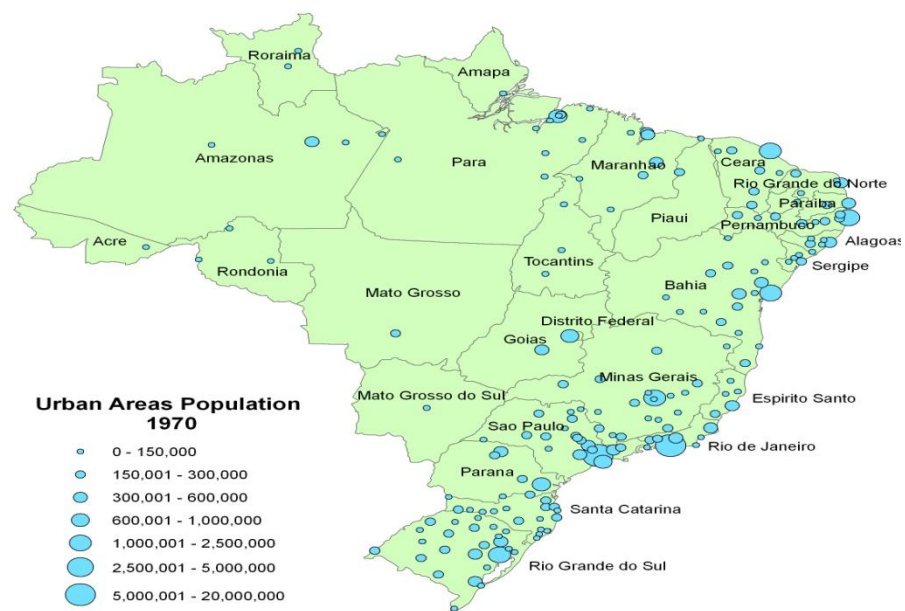 Roraima
Amapa
Amazonas
Para
Maranhao
Ceara
Rio Grande do Norte
Paraiba
Piaui
Pernambuco
Acre
Alagoas
Tocantins
Sergipe
Rondonia
Bahia
Mato Grosso
Distrito Federal
Goias
Minas Gerais
Mato Grosso do Sul
Espirito Santo
Sao Paulo
Rio de Janeiro
Parana
Santa Catarina
Rio Grande do Sul
Urban Areas Population
1970
0 - 150,000
150,001 - 300,000
300,001 - 600,000
600,001 - 1,000,000
1,000,001 - 2,500,000
2,500,001 - 5,000,000
5,000,001 - 20,000,000